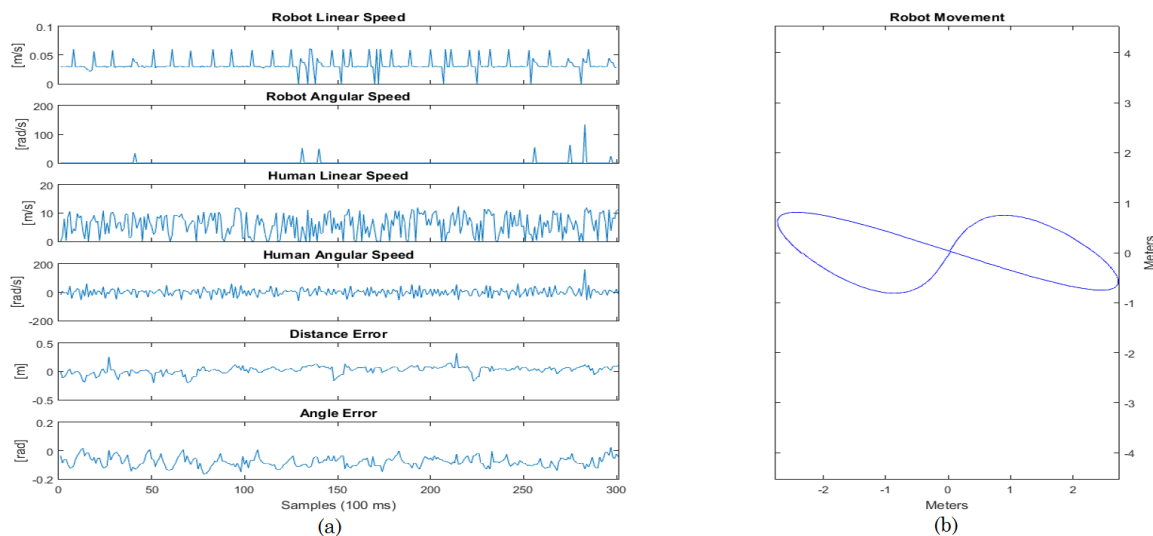 Robot Linear Speed
[m/s]
0.1
0.05
0
Robot Angular Speed
[rad/s]
200
100
0
Human Linear Speed
[m/s]
20
10
0
Human Angular Speed
[rad/s]
200
0
-200
Distance Error
[m]
0.5
0
-0.5
Angle Error
[rad]
0.2
0
-0.2
0 50 100 150 200 250 300
Samples (100 ms)
(a)
Robot Movement
4
3
2
1
0
-1
-2
-3
-4
Meters
-2 -1 0 1 2
Meters
(b)